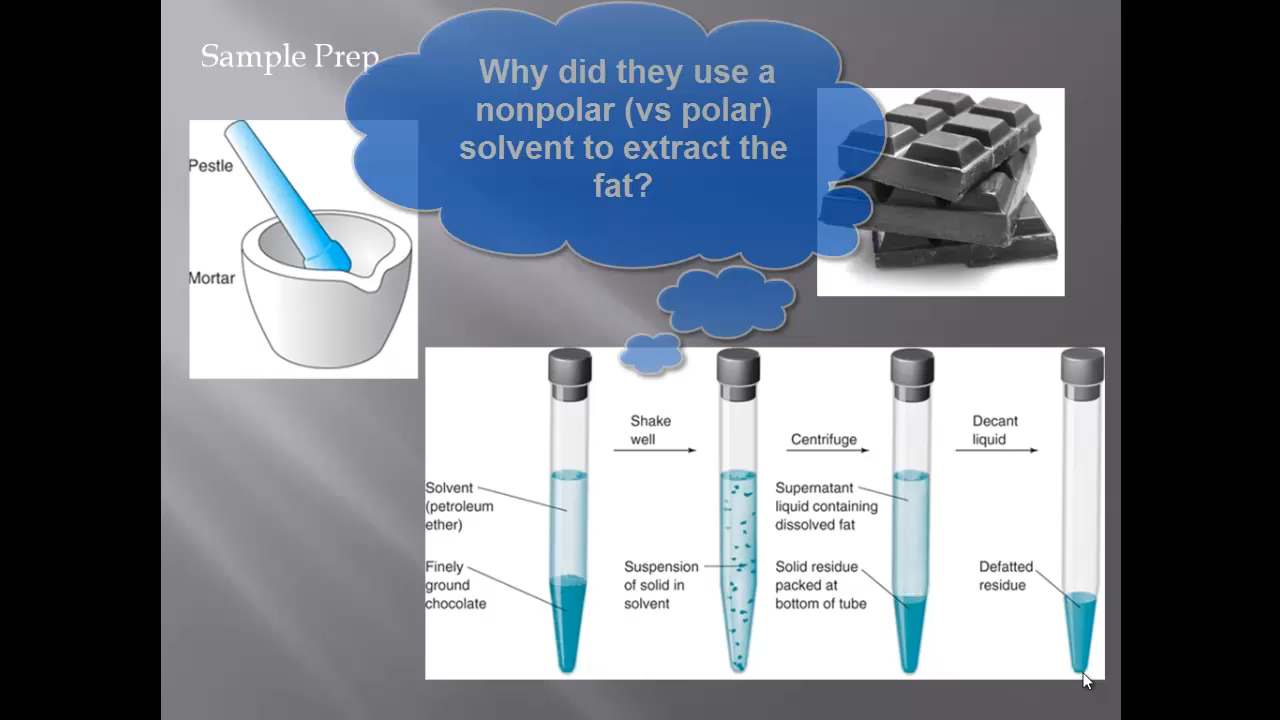 Sample Prep
Why did they use a
nonpolar (vs polar)
solvent to extract the
fat?
Pestle
Mortar
Shake
well
Centrifuge
Decant
liquid
Solvent
(petroleum
ether)
Finely
ground
chocolate
Suspension
of solid in
solvent
Supernatant
liquid containing
dissolved fat
Solid residue
packed at
bottom of tube
Defatted
residue